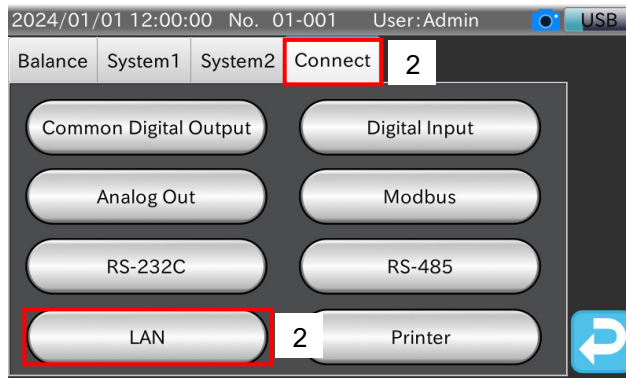 2024/01/01 12:00:00 No. 01-001 User:Admin USB
Balance System1 System2 Connect 2
Common Digital Output Digital Input
Analog Out Modbus
RS-232C RS-485
LAN 2 Printer